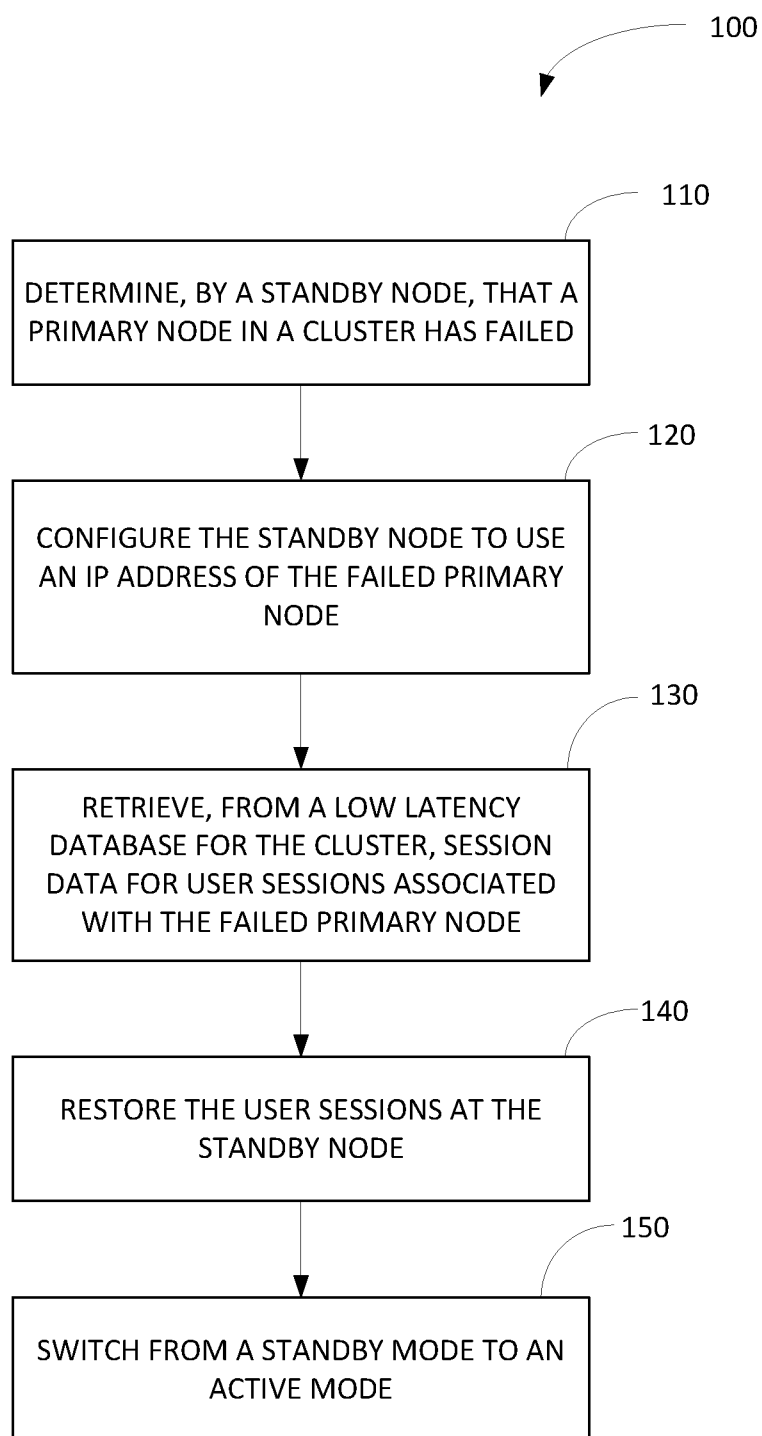 100
110
DETERMINE, BY A STANDBY NODE, THAT A
PRIMARY NODE IN A CLUSTER HAS FAILED
120
CONFIGURE THE STANDBY NODE TO USE
AN IP ADDRESS OF THE FAILED PRIMARY
NODE
130
RETRIEVE, FROM A LOW LATENCY
DATABASE FOR THE CLUSTER, SESSION
DATA FOR USER SESSIONS ASSOCIATED
WITH THE FAILED PRIMARY NODE
140
RESTORE THE USER SESSIONS AT THE
STANDBY NODE
150
SWITCH FROM A STANDBY MODE TO AN
ACTIVE MODE